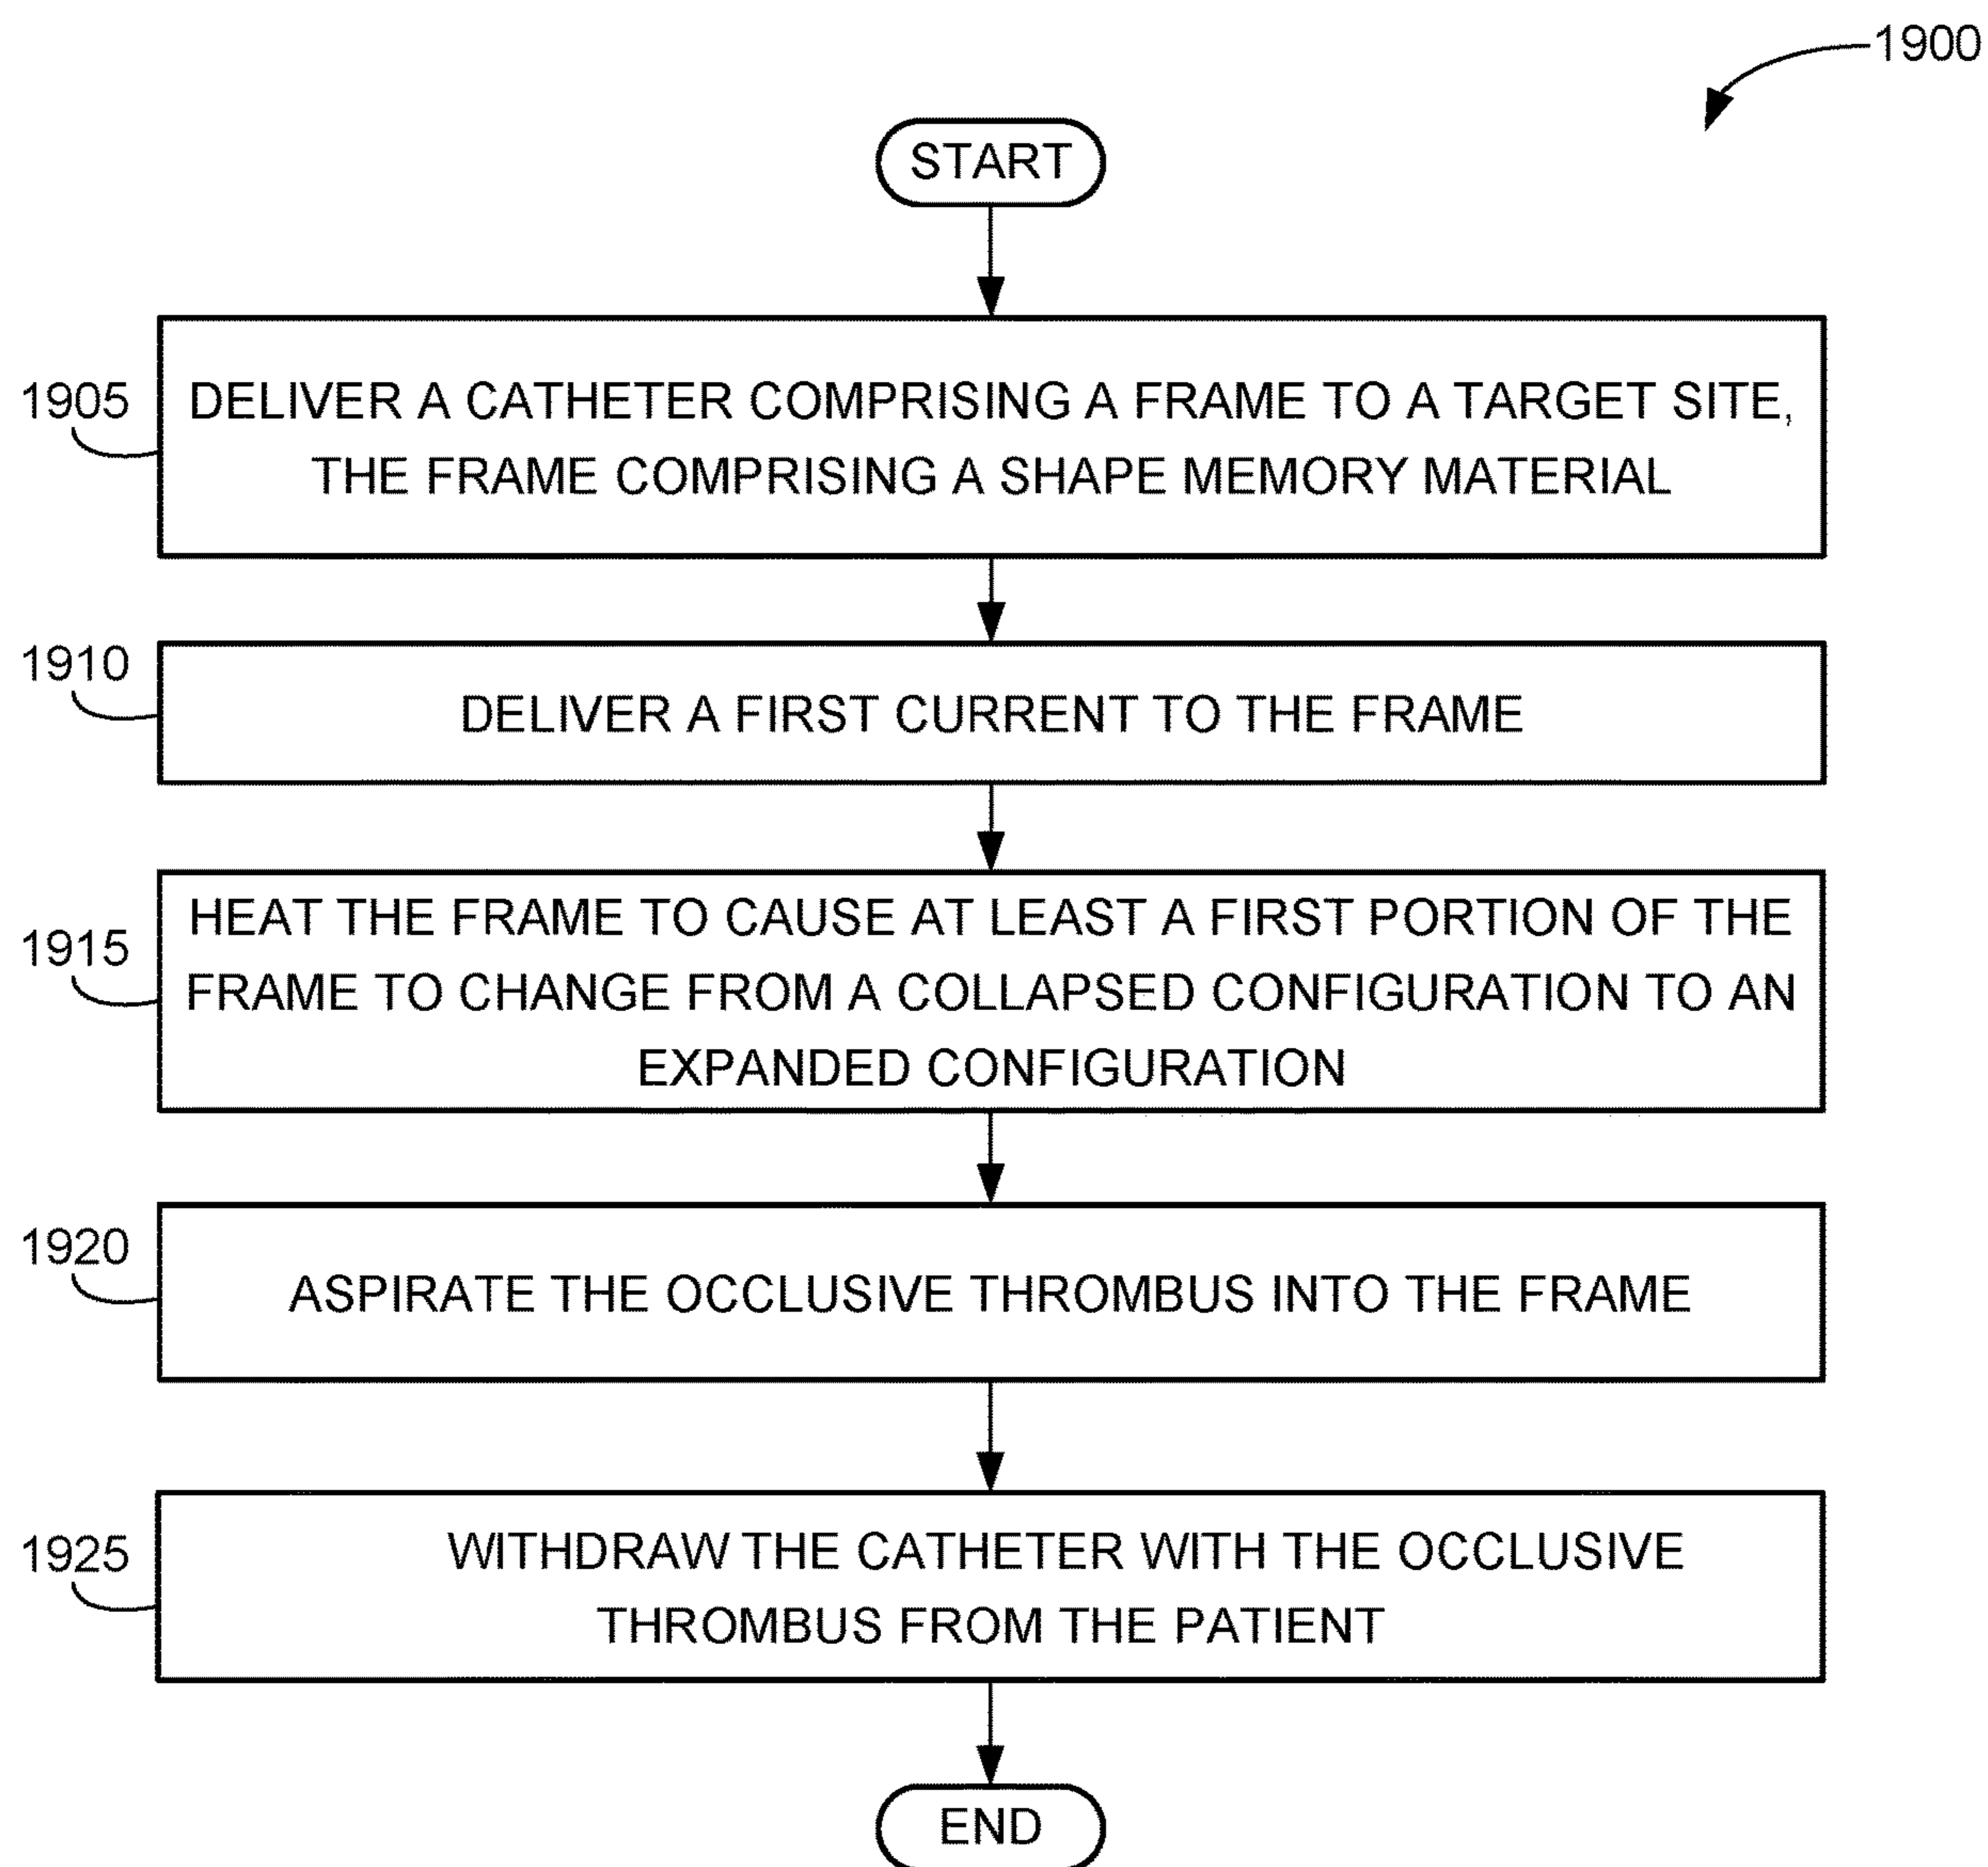 1900
START
1905
DELIVER A CATHETER COMPRISING A FRAME TO A TARGET SITE,
THE FRAME COMPRISING A SHAPE MEMORY MATERIAL
1910
DELIVER A FIRST CURRENT TO THE FRAME
1915
HEAT THE FRAME TO CAUSE AT LEAST A FIRST PORTION OF THE
FRAME TO CHANGE FROM A COLLAPSED CONFIGURATION TO AN
EXPANDED CONFIGURATION
1920
ASPIRATE THE OCCLUSIVE THROMBUS INTO THE FRAME
1925
WITHDRAW THE CATHETER WITH THE OCCLUSIVE
THROMBUS FROM THE PATIENT
END